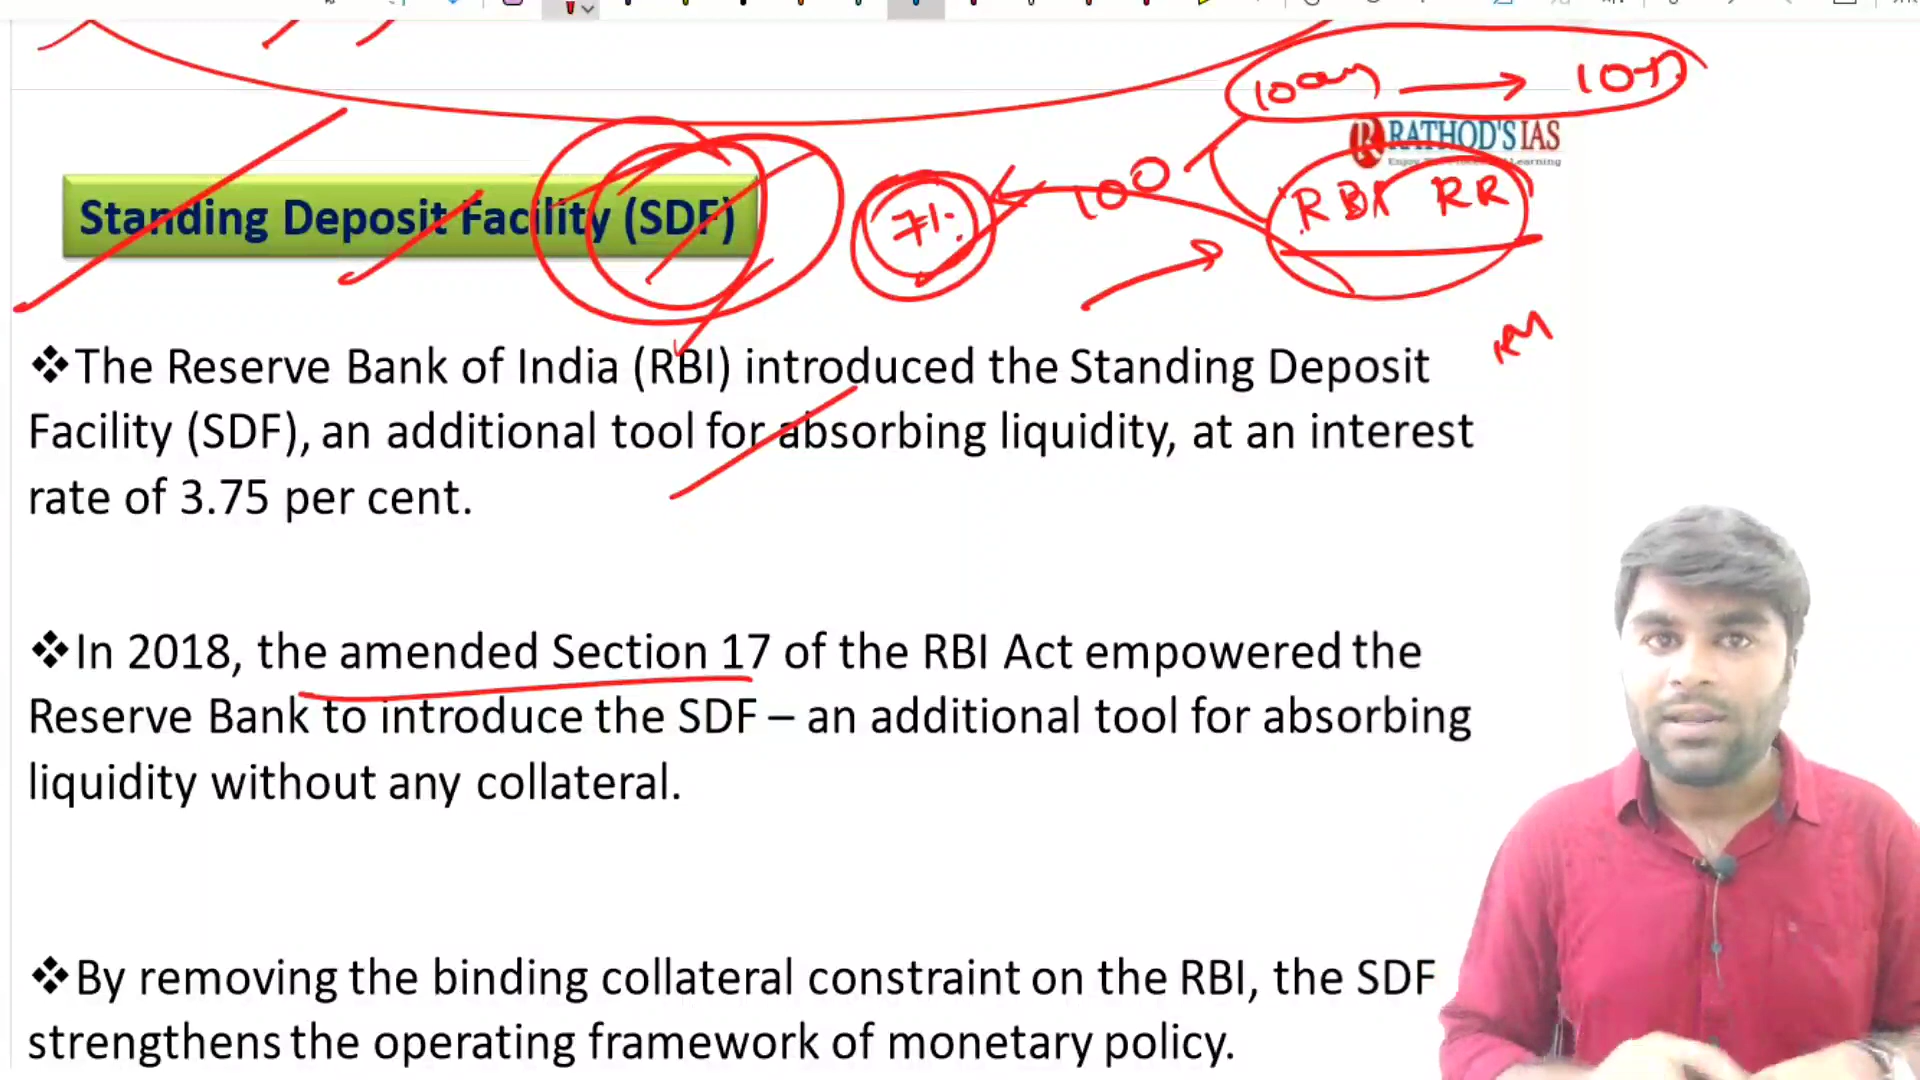 RATHOD'S IAS
100
RBI RR
Standing Deposit Facility (SDF)
7%
❖The Reserve Bank of India (RBI) introduced the Standing Deposit
Facility (SDF), an additional tool for absorbing liquidity, at an interest
rate of 3.75 per cent.
❖In 2018, the amended Section 17 of the RBI Act empowered the
Reserve Bank to introduce the SDF – an additional tool for absorbing
liquidity without any collateral.
❖By removing the binding collateral constraint on the RBI, the SDF
strengthens the operating framework of monetary policy.